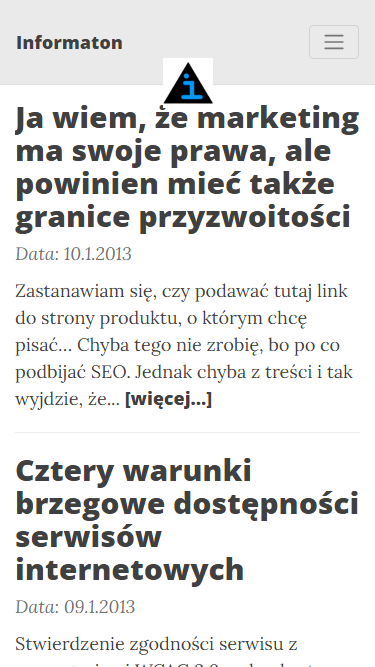 Informaton
Ja wiem, że marketing
ma swoje prawa, ale
powinien mieć także
granice przyzwoitości
Data: 10.1.2013
Zastanawiam się, czy podawać tutaj link
do strony produktu, o którym chcę
pisać... Chyba tego nie zrobię, bo po co
podbijać SEO. Jednak chyba z treści i tak
wyjdzie, że... [więcej...]
Cztery warunki
brzegowe dostępności
serwisów
internetowych
Data: 09.1.2013
Stwierdzenie zgodności serwisu z